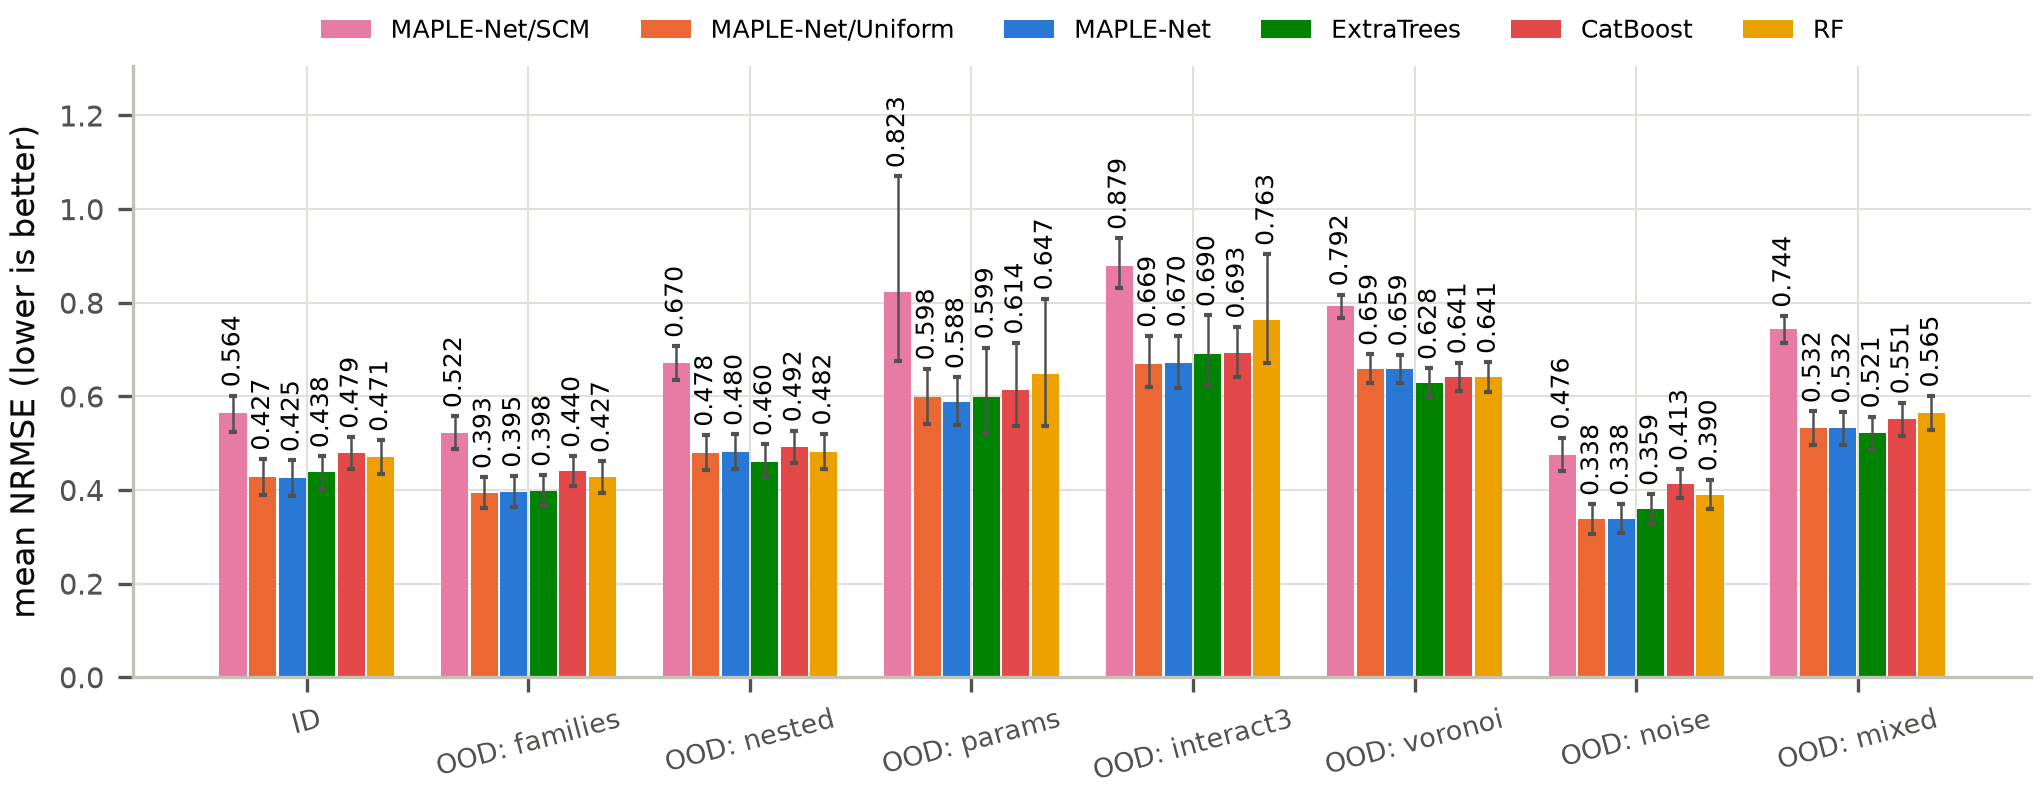 MAPLE-Net/SCM MAPLE-Net/Uniform MAPLE-Net ExtraTrees CatBoost RF
mean NRMSE (lower is better)
1.2
1.0
0.8
0.6
0.4
0.2
0.0
0.564 0.427 0.425 0.438 0.479 0.471
0.522 0.393 0.395 0.398 0.440 0.427
0.670 0.478 0.480 0.460 0.492 0.482
0.823 0.598 0.588 0.599 0.614 0.647
0.879 0.669 0.670 0.690 0.693 0.763
0.792 0.659 0.659 0.628 0.641 0.641
0.476 0.338 0.338 0.359 0.413 0.390
0.744 0.532 0.532 0.521 0.551 0.565
ID
OOD: families
OOD: nested
OOD: params
OOD: interact3
OOD: voronoi
OOD: noise
OOD: mixed